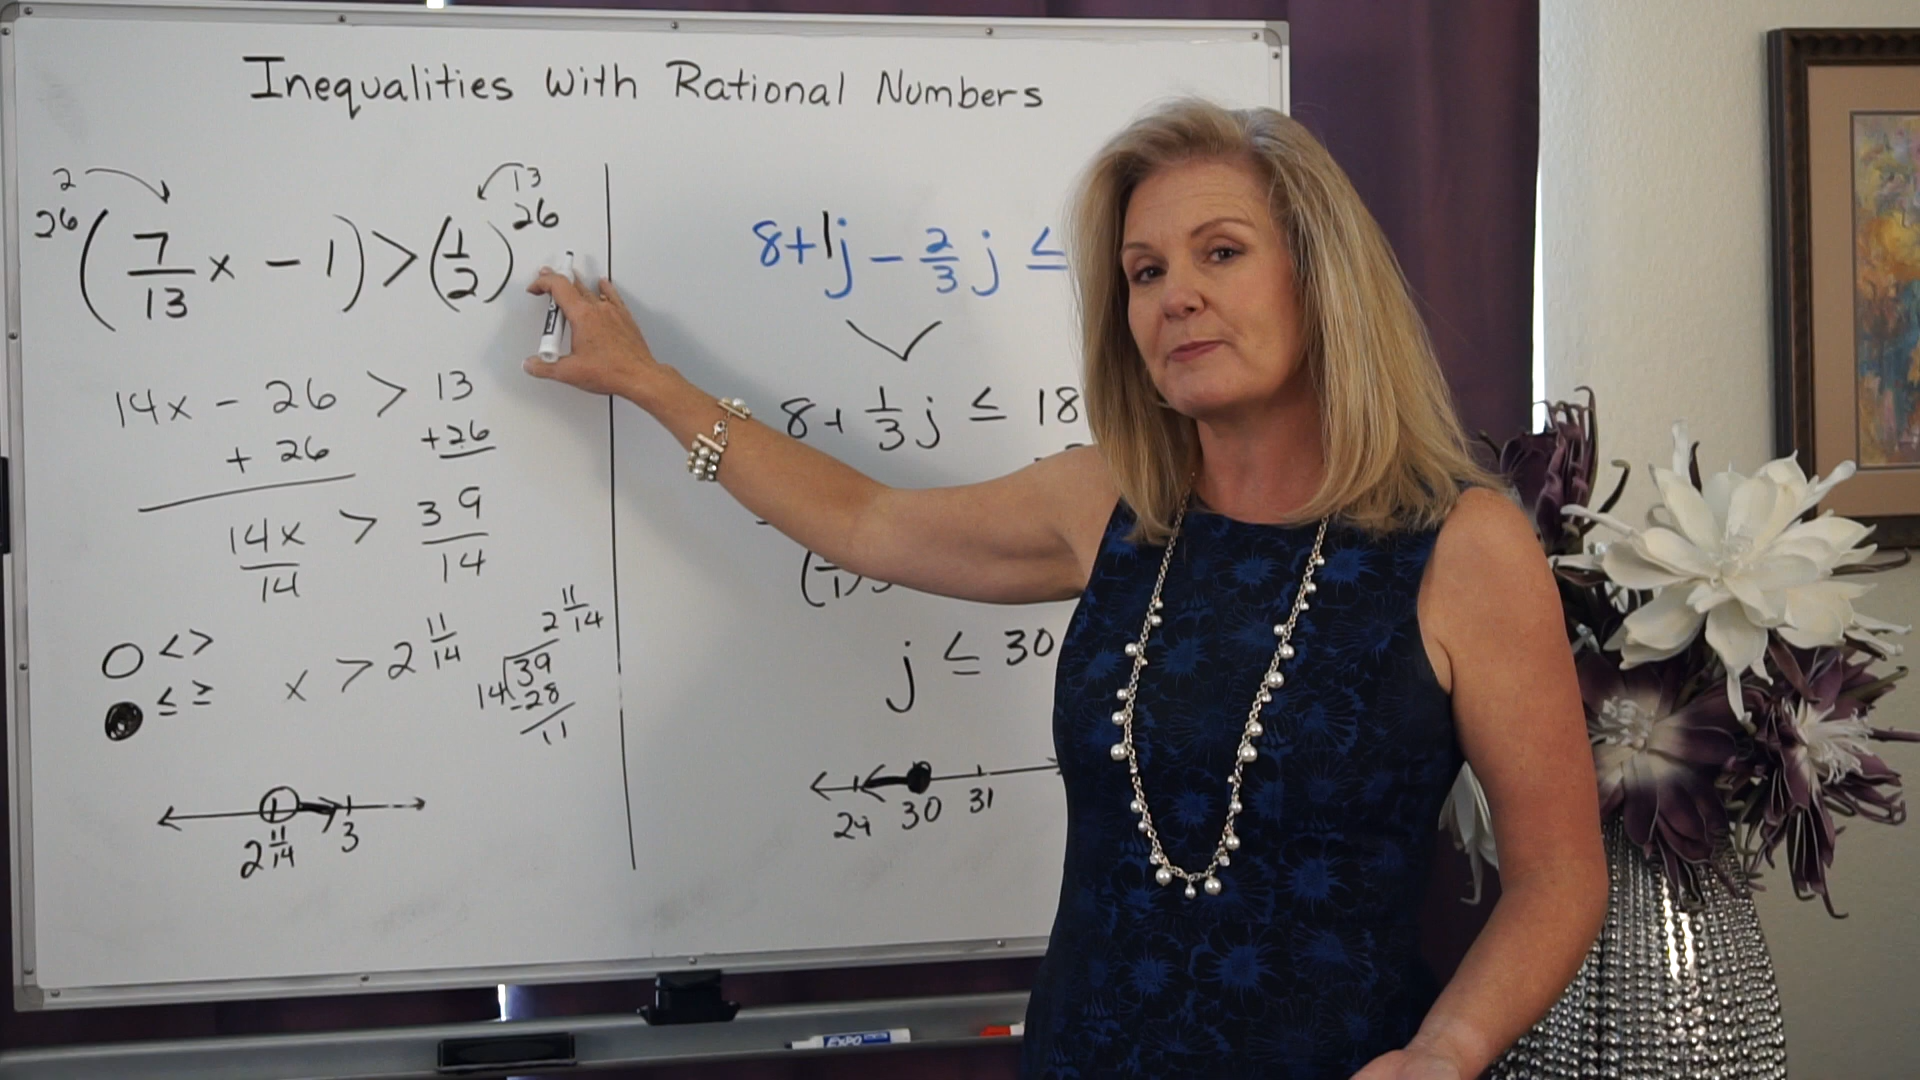 Inequalities with Rational Numbers
2 13
26 ( 7/13 x - 1 ) > ( 1/2 ) 26
14x - 26 > 13
+ 26 +26
14x/14 > 39/14
○ < >
● ≤ ≥
x > 2 11/14
2 11/14
14)39
-28
11
2 11/14 3
8+1j - 2/3 j ≤
8 + 1/3 j ≤ 18
j ≤ 30
29 30 31
EXPO